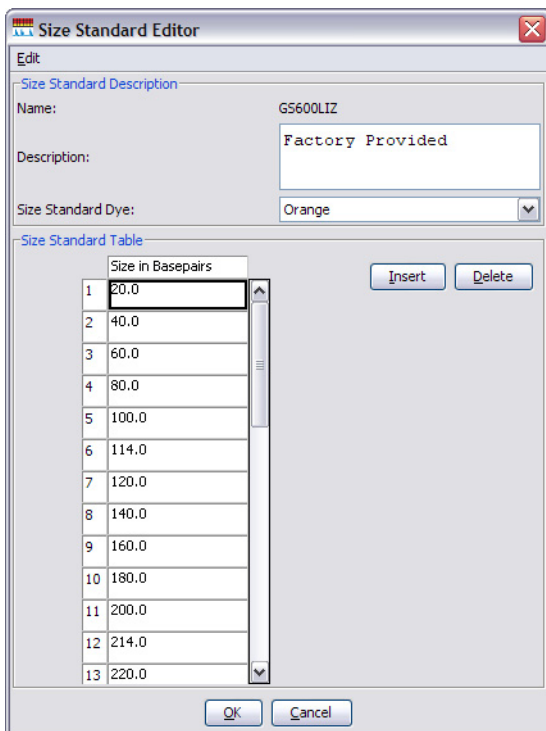 Size Standard Editor
Edit
Size Standard Description
Name: GS600LIZ
Description: Factory Provided
Size Standard Dye: Orange
Size Standard Table
Size in Basepairs
Insert Delete
1 20.0
2 40.0
3 60.0
4 80.0
5 100.0
6 114.0
7 120.0
8 140.0
9 160.0
10 180.0
11 200.0
12 214.0
13 220.0
OK Cancel